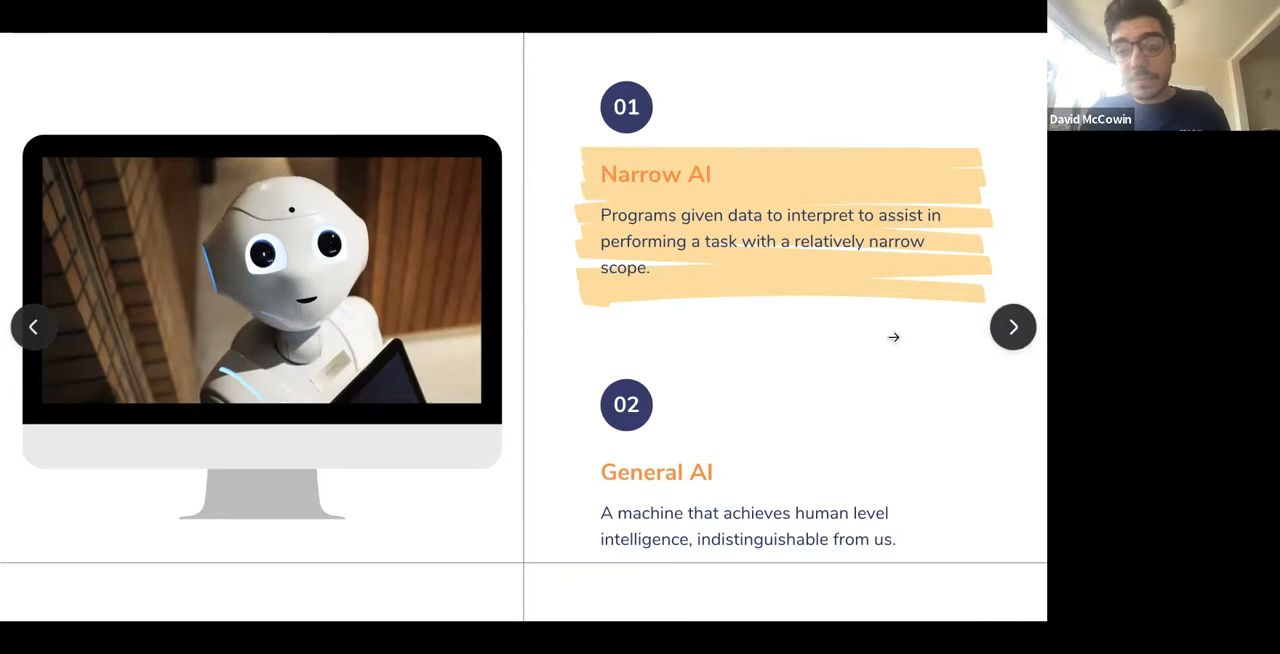 01
Narrow AI
Programs given data to interpret to assist in
performing a task with a relatively narrow
scope.
02
General AI
A machine that achieves human level
intelligence, indistinguishable from us.
David McCowin